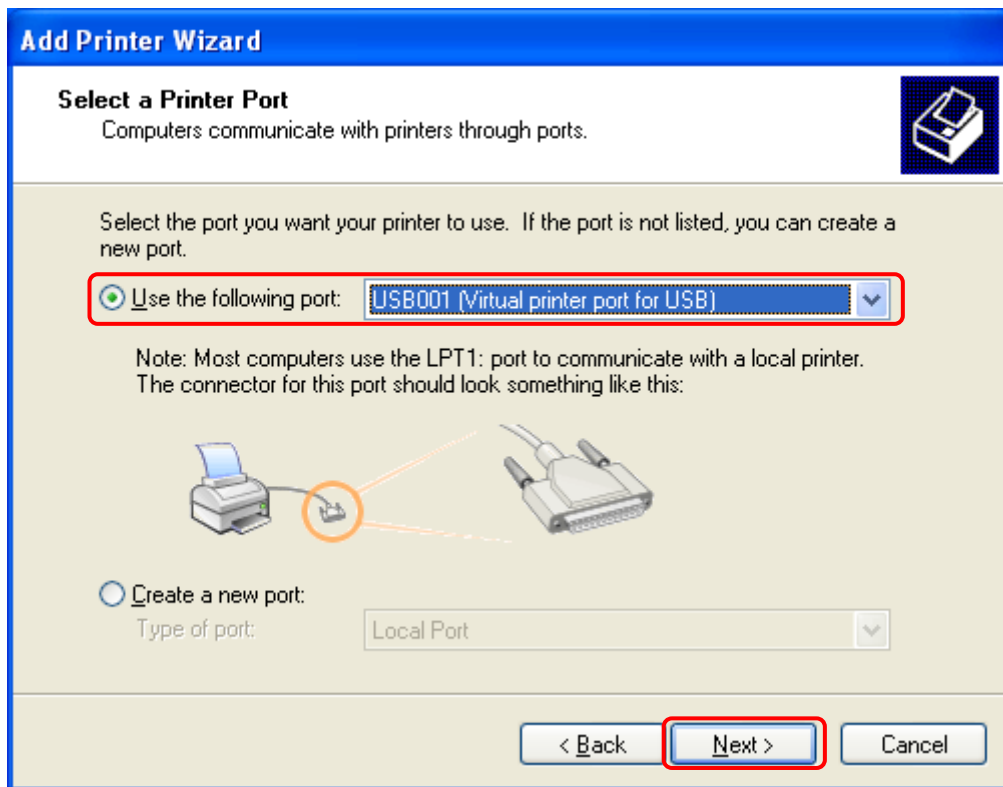 Add Printer Wizard
Select a Printer Port
Computers communicate with printers through ports.
Select the port you want your printer to use. If the port is not listed, you can create a
new port.
Use the following port: USB001 (Virtual printer port for USB)
Note: Most computers use the LPT1: port to communicate with a local printer.
The connector for this port should look something like this:
Create a new port:
Type of port: Local Port
< Back Next > Cancel